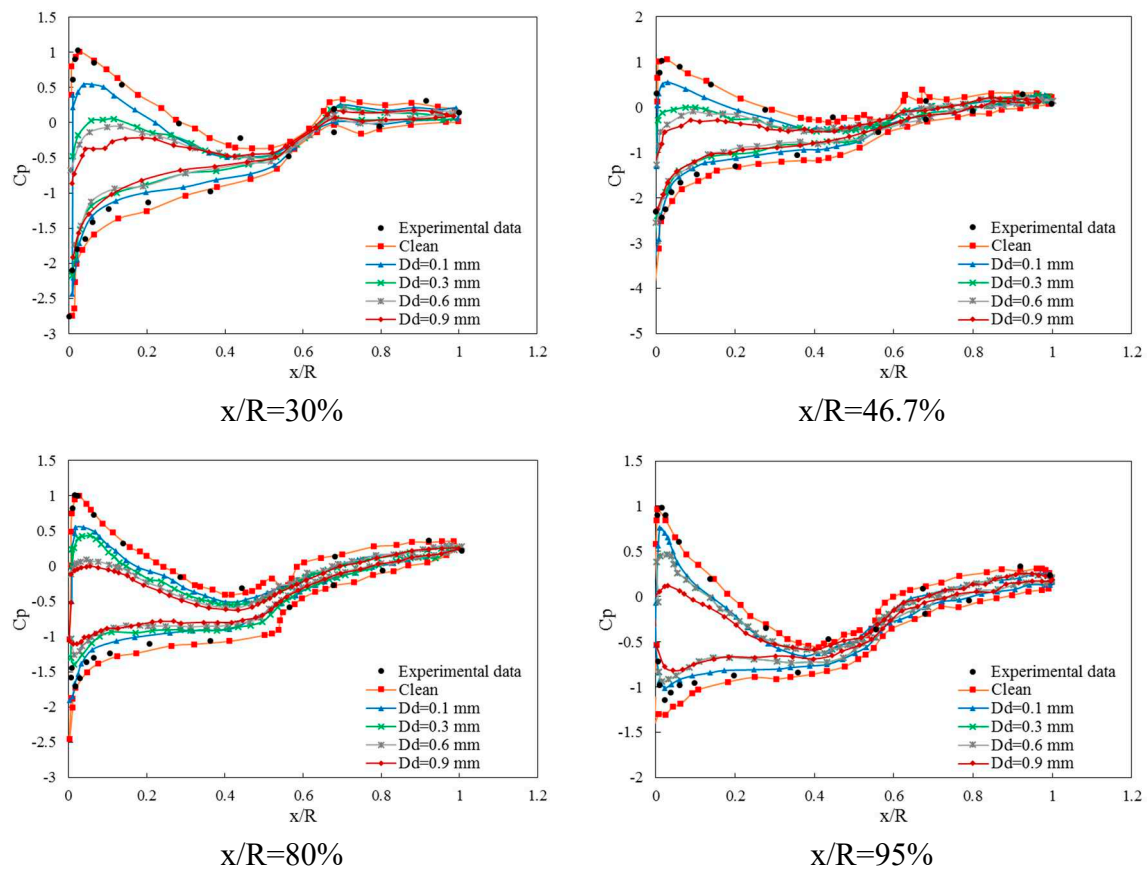 1.5
1
0.5
0
-0.5
-1
-1.5
-2
-2.5
-3
Cp
0
0.2
0.4
0.6
0.8
1
1.2
x/R
Experimental data
Clean
Dd=0.1 mm
Dd=0.3 mm
Dd=0.6 mm
Dd=0.9 mm
x/R=30%
2
1
0
-1
-2
-3
-4
-5
Cp
0
0.2
0.4
0.6
0.8
1
1.2
x/R
Experimental data
Clean
Dd=0.1 mm
Dd=0.3 mm
Dd=0.6 mm
Dd=0.9 mm
x/R=46.7%
1.5
1
0.5
0
-0.5
-1
-1.5
-2
-2.5
-3
Cp
0
0.2
0.4
0.6
0.8
1
1.2
x/R
Experimental data
Clean
Dd=0.1 mm
Dd=0.3 mm
Dd=0.6 mm
Dd=0.9 mm
x/R=80%
1.5
1
0.5
0
-0.5
-1
-1.5
-2
Cp
0
0.2
0.4
0.6
0.8
1
1.2
x/R
Experimental data
Clean
Dd=0.1 mm
Dd=0.3 mm
Dd=0.6 mm
Dd=0.9 mm
x/R=95%